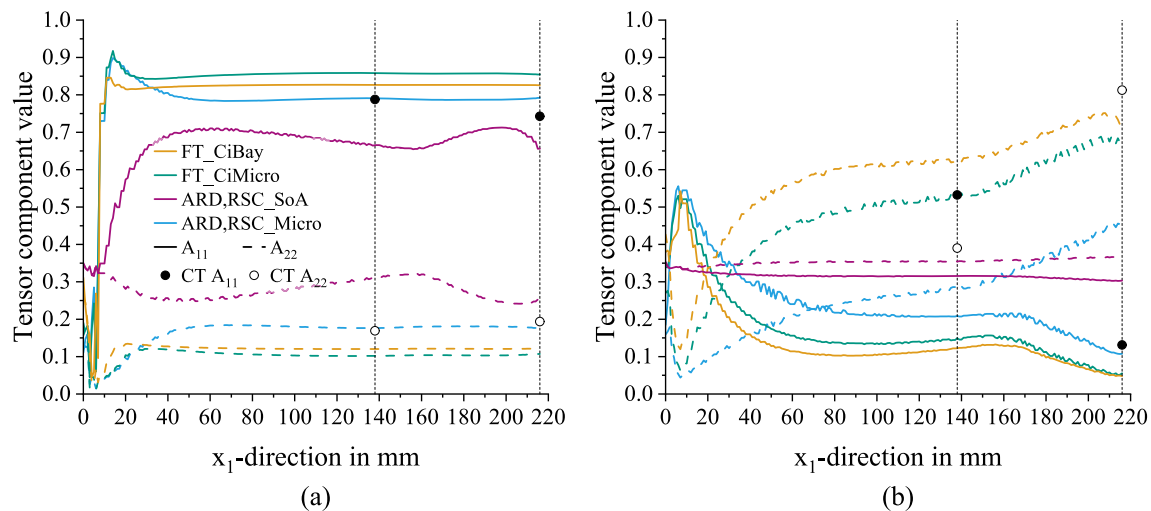 1.0
0.9
0.8
0.7
0.6
0.5
0.4
0.3
0.2
0.1
0.0
Tensor component value
FT_CiBay
FT_CiMicro
ARD,RSC_SoA
ARD,RSC_Micro
A11 A22
CT A11 CT A22
0 20 40 60 80 100 120 140 160 180 200 220
x1-direction in mm
(a)
1.0
0.9
0.8
0.7
0.6
0.5
0.4
0.3
0.2
0.1
0.0
Tensor component value
0 20 40 60 80 100 120 140 160 180 200 220
x1-direction in mm
(b)